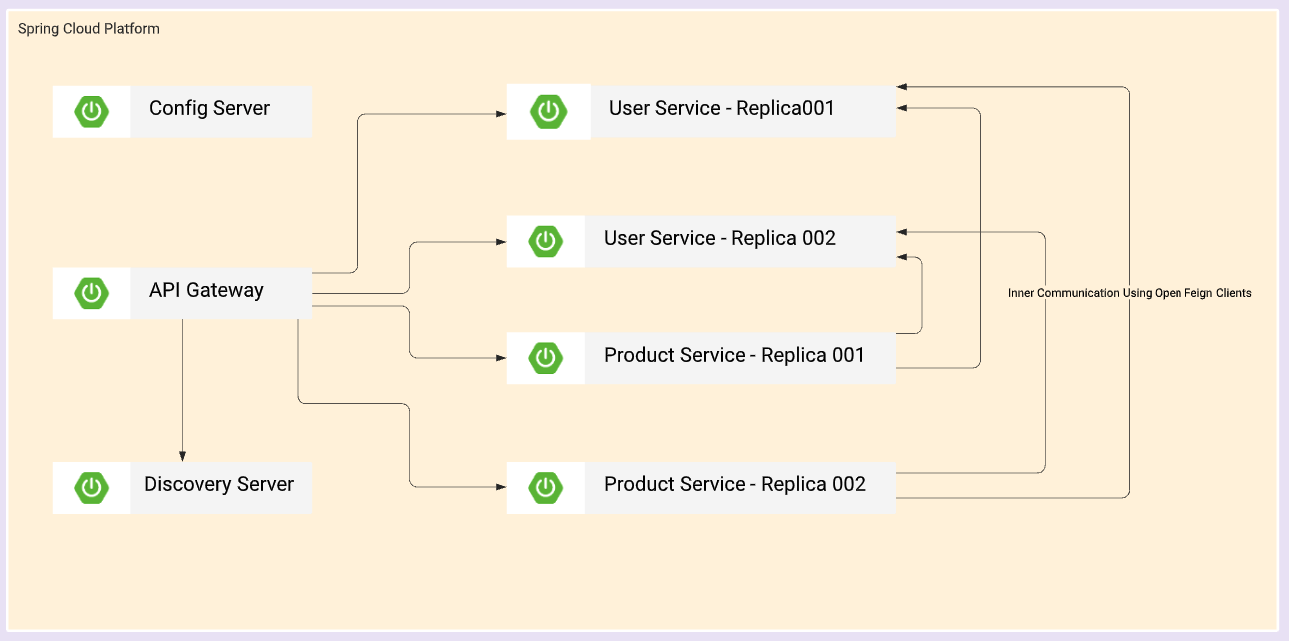 Spring Cloud Platform
Config Server
User Service - Replica001
User Service - Replica 002
API Gateway
Inner Communication Using Open Feign Clients
Product Service - Replica 001
Discovery Server
Product Service - Replica 002